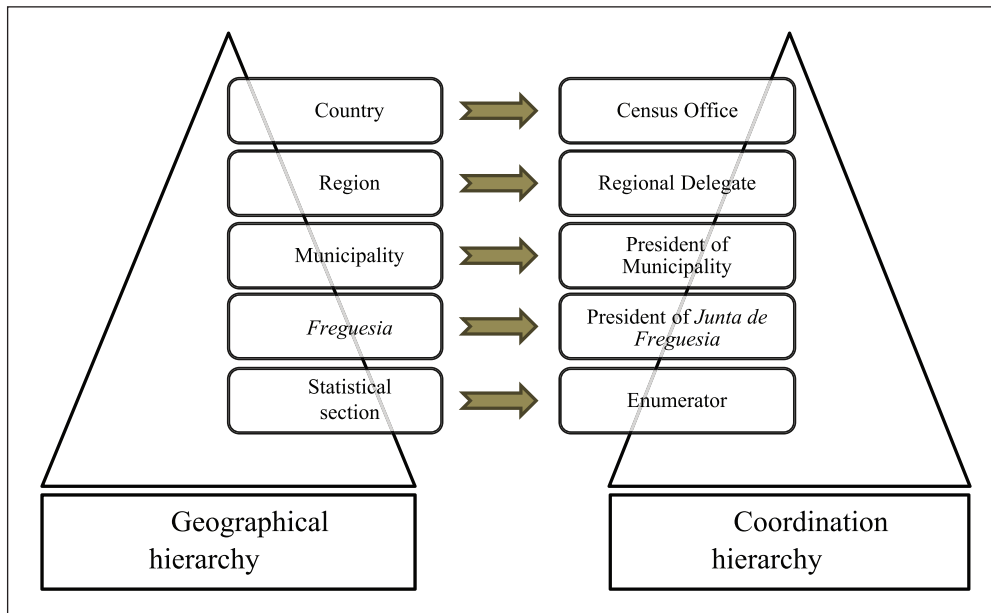 Country
Census Office
Region
Regional Delegate
Municipality
President of
Municipality
Freguesia
President of Junta de
Freguesia
Statistical
section
Enumerator
Geographical
hierarchy
Coordination
hierarchy